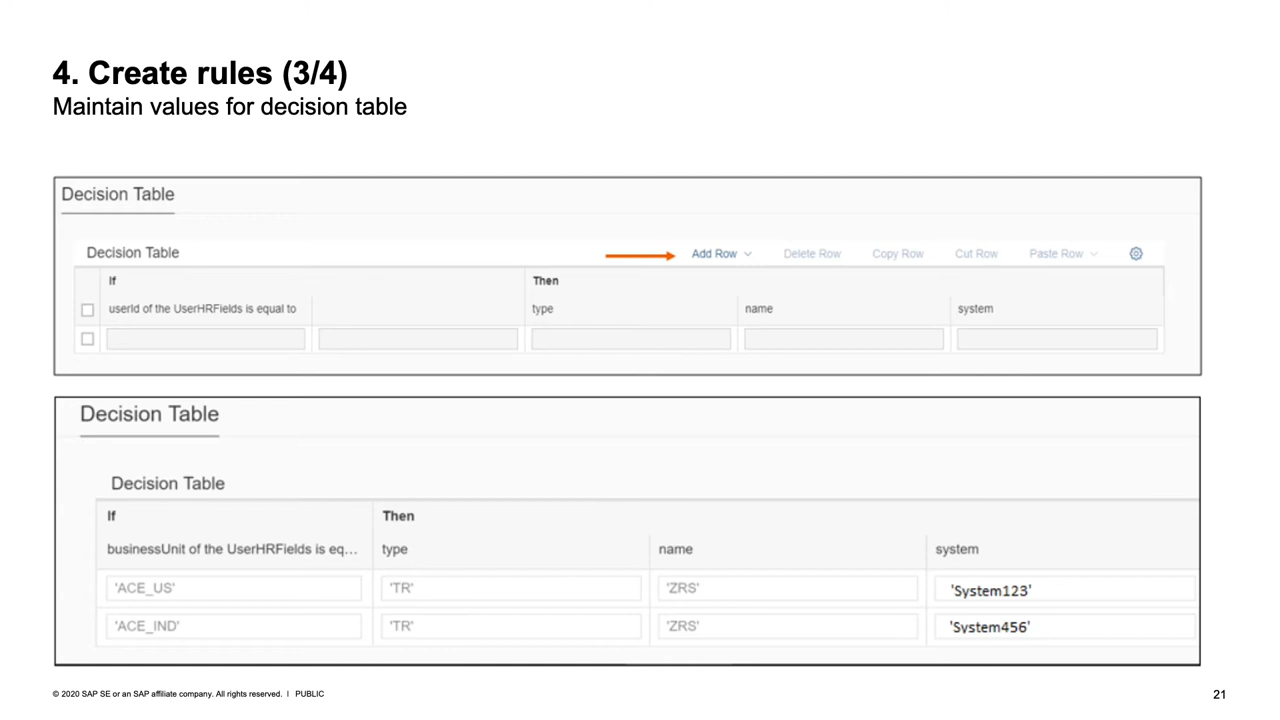 4. Create rules (3/4)
Maintain values for decision table
Decision Table
Decision Table
Add Row
Delete Row
Copy Row
Cut Row
Paste Row
If
Then
userId of the UserHRFields is equal to
type
name
system
Decision Table
Decision Table
If
Then
businessUnit of the UserHRFields is eq...
type
name
system
'ACE_US'
'TR'
'ZRS'
'System123'
'ACE_IND'
'TR'
'ZRS'
'System456'
© 2020 SAP SE or an SAP affiliate company. All rights reserved. | PUBLIC
21